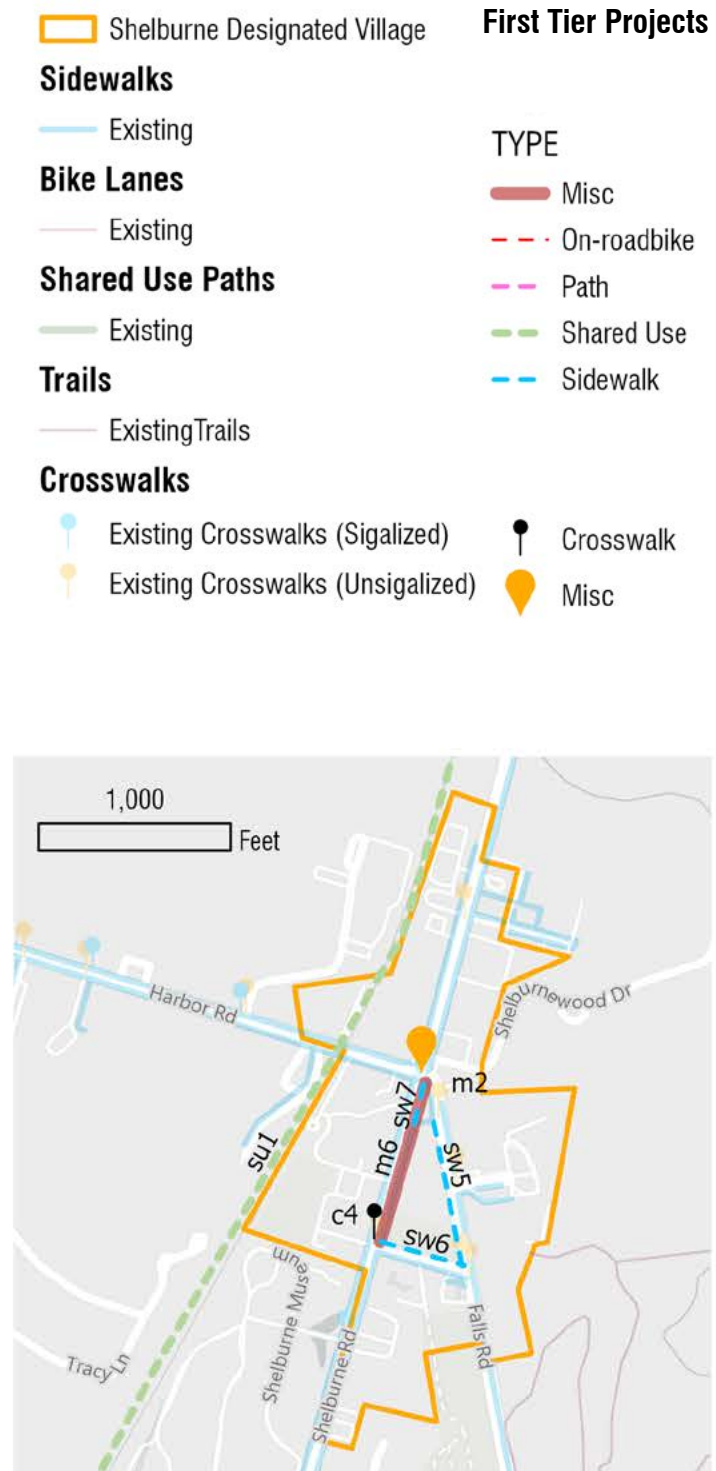 Shelburne Designated Village
First Tier Projects
Sidewalks
Existing
Bike Lanes
Existing
Shared Use Paths
Existing
Trails
ExistingTrails
Crosswalks
Existing Crosswalks (Sigalized)
Existing Crosswalks (Unsigalized)
TYPE
Misc
On-roadbike
Path
Shared Use
Sidewalk
Crosswalk
Misc
1,000
Feet
Harbor Rd
Shelburnewood Dr
m2
sw7
m6
sw5
su1
c4
sw6
Shelburne Museum
Tracy Ln
Shelburne Rd
Falls Rd